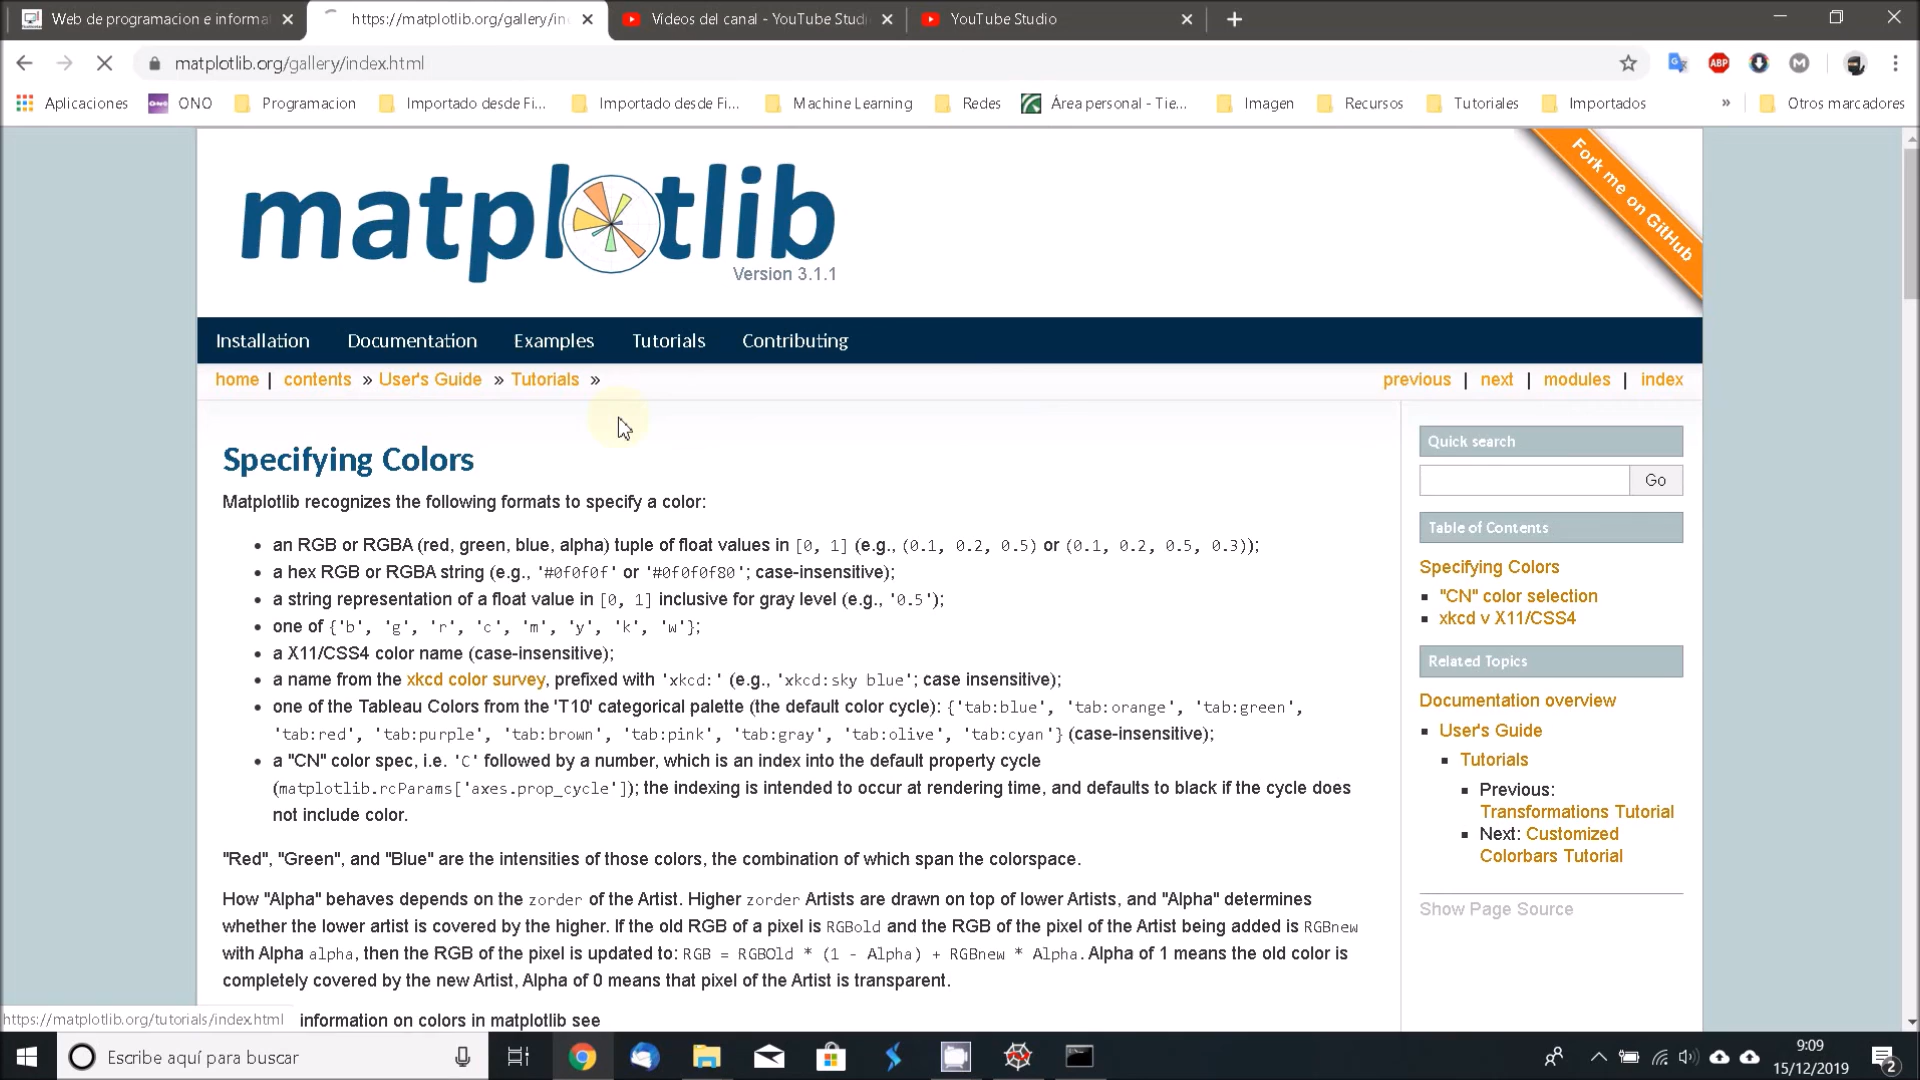 Web de programacion e informa
https://matplotlib.org/gallery/in
Vídeos del canal - YouTube Studi
YouTube Studio
matplotlib.org/gallery/index.html
ABP
M
Aplicaciones
ONO
Programacion
Importado desde Fi...
Importado desde Fi...
Machine Learning
Redes
Área personal - Tie...
Imagen
Recursos
Tutoriales
Importados
»
Otros marcadores
matplotlib
Version 3.1.1
Fork me on GitHub
Installation Documentation Examples Tutorials Contributing
home | contents » User's Guide » Tutorials »
previous | next | modules | index
Specifying Colors
Matplotlib recognizes the following formats to specify a color:
• an RGB or RGBA (red, green, blue, alpha) tuple of float values in [0, 1] (e.g., (0.1, 0.2, 0.5) or (0.1, 0.2, 0.5, 0.3));
• a hex RGB or RGBA string (e.g., '#0f0f0f' or '#0f0f0f80'; case-insensitive);
• a string representation of a float value in [0, 1] inclusive for gray level (e.g., '0.5');
• one of {'b', 'g', 'r', 'c', 'm', 'y', 'k', 'w'};
• a X11/CSS4 color name (case-insensitive);
• a name from the xkcd color survey, prefixed with 'xkcd:' (e.g., 'xkcd:sky blue'; case insensitive);
• one of the Tableau Colors from the 'T10' categorical palette (the default color cycle): {'tab:blue', 'tab:orange', 'tab:green',
'tab:red', 'tab:purple', 'tab:brown', 'tab:pink', 'tab:gray', 'tab:olive', 'tab:cyan'} (case-insensitive);
• a "CN" color spec, i.e. 'C' followed by a number, which is an index into the default property cycle
(matplotlib.rcParams['axes.prop_cycle']); the indexing is intended to occur at rendering time, and defaults to black if the cycle does
not include color.
"Red", "Green", and "Blue" are the intensities of those colors, the combination of which span the colorspace.
How "Alpha" behaves depends on the zorder of the Artist. Higher zorder Artists are drawn on top of lower Artists, and "Alpha" determines
whether the lower artist is covered by the higher. If the old RGB of a pixel is RGBold and the RGB of the pixel of the Artist being added is RGBnew
with Alpha alpha, then the RGB of the pixel is updated to: RGB = RGBOld * (1 - Alpha) + RGBnew * Alpha. Alpha of 1 means the old color is
completely covered by the new Artist, Alpha of 0 means that pixel of the Artist is transparent.
information on colors in matplotlib see
Quick search
Go
Table of Contents
Specifying Colors
▪ "CN" color selection
▪ xkcd v X11/CSS4
Related Topics
Documentation overview
▪ User's Guide
▪ Tutorials
▪ Previous:
Transformations Tutorial
▪ Next: Customized
Colorbars Tutorial
Show Page Source
https://matplotlib.org/tutorials/index.html
Escribe aquí para buscar
9:09
15/12/2019
2